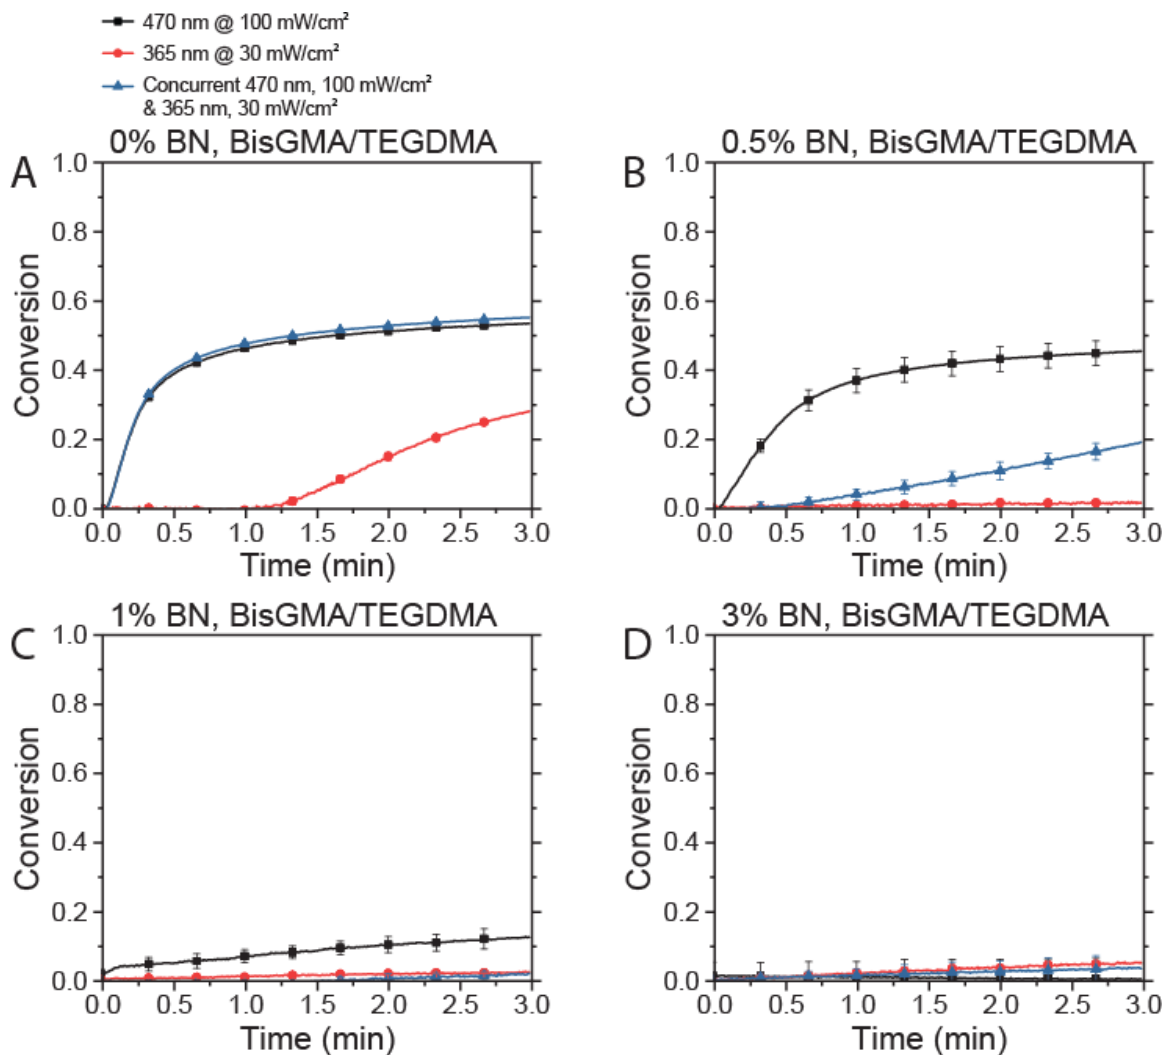 470 nm @ 100 mW/cm²
365 nm @ 30 mW/cm²
Concurrent 470 nm, 100 mW/cm²
& 365 nm, 30 mW/cm²
A
0% BN, BisGMA/TEGDMA
Conversion
1.0
0.8
0.6
0.4
0.2
0.0
0.0 0.5 1.0 1.5 2.0 2.5 3.0
Time (min)
B
0.5% BN, BisGMA/TEGDMA
Conversion
1.0
0.8
0.6
0.4
0.2
0.0
0.0 0.5 1.0 1.5 2.0 2.5 3.0
Time (min)
C
1% BN, BisGMA/TEGDMA
Conversion
1.0
0.8
0.6
0.4
0.2
0.0
0.0 0.5 1.0 1.5 2.0 2.5 3.0
Time (min)
D
3% BN, BisGMA/TEGDMA
Conversion
1.0
0.8
0.6
0.4
0.2
0.0
0.0 0.5 1.0 1.5 2.0 2.5 3.0
Time (min)